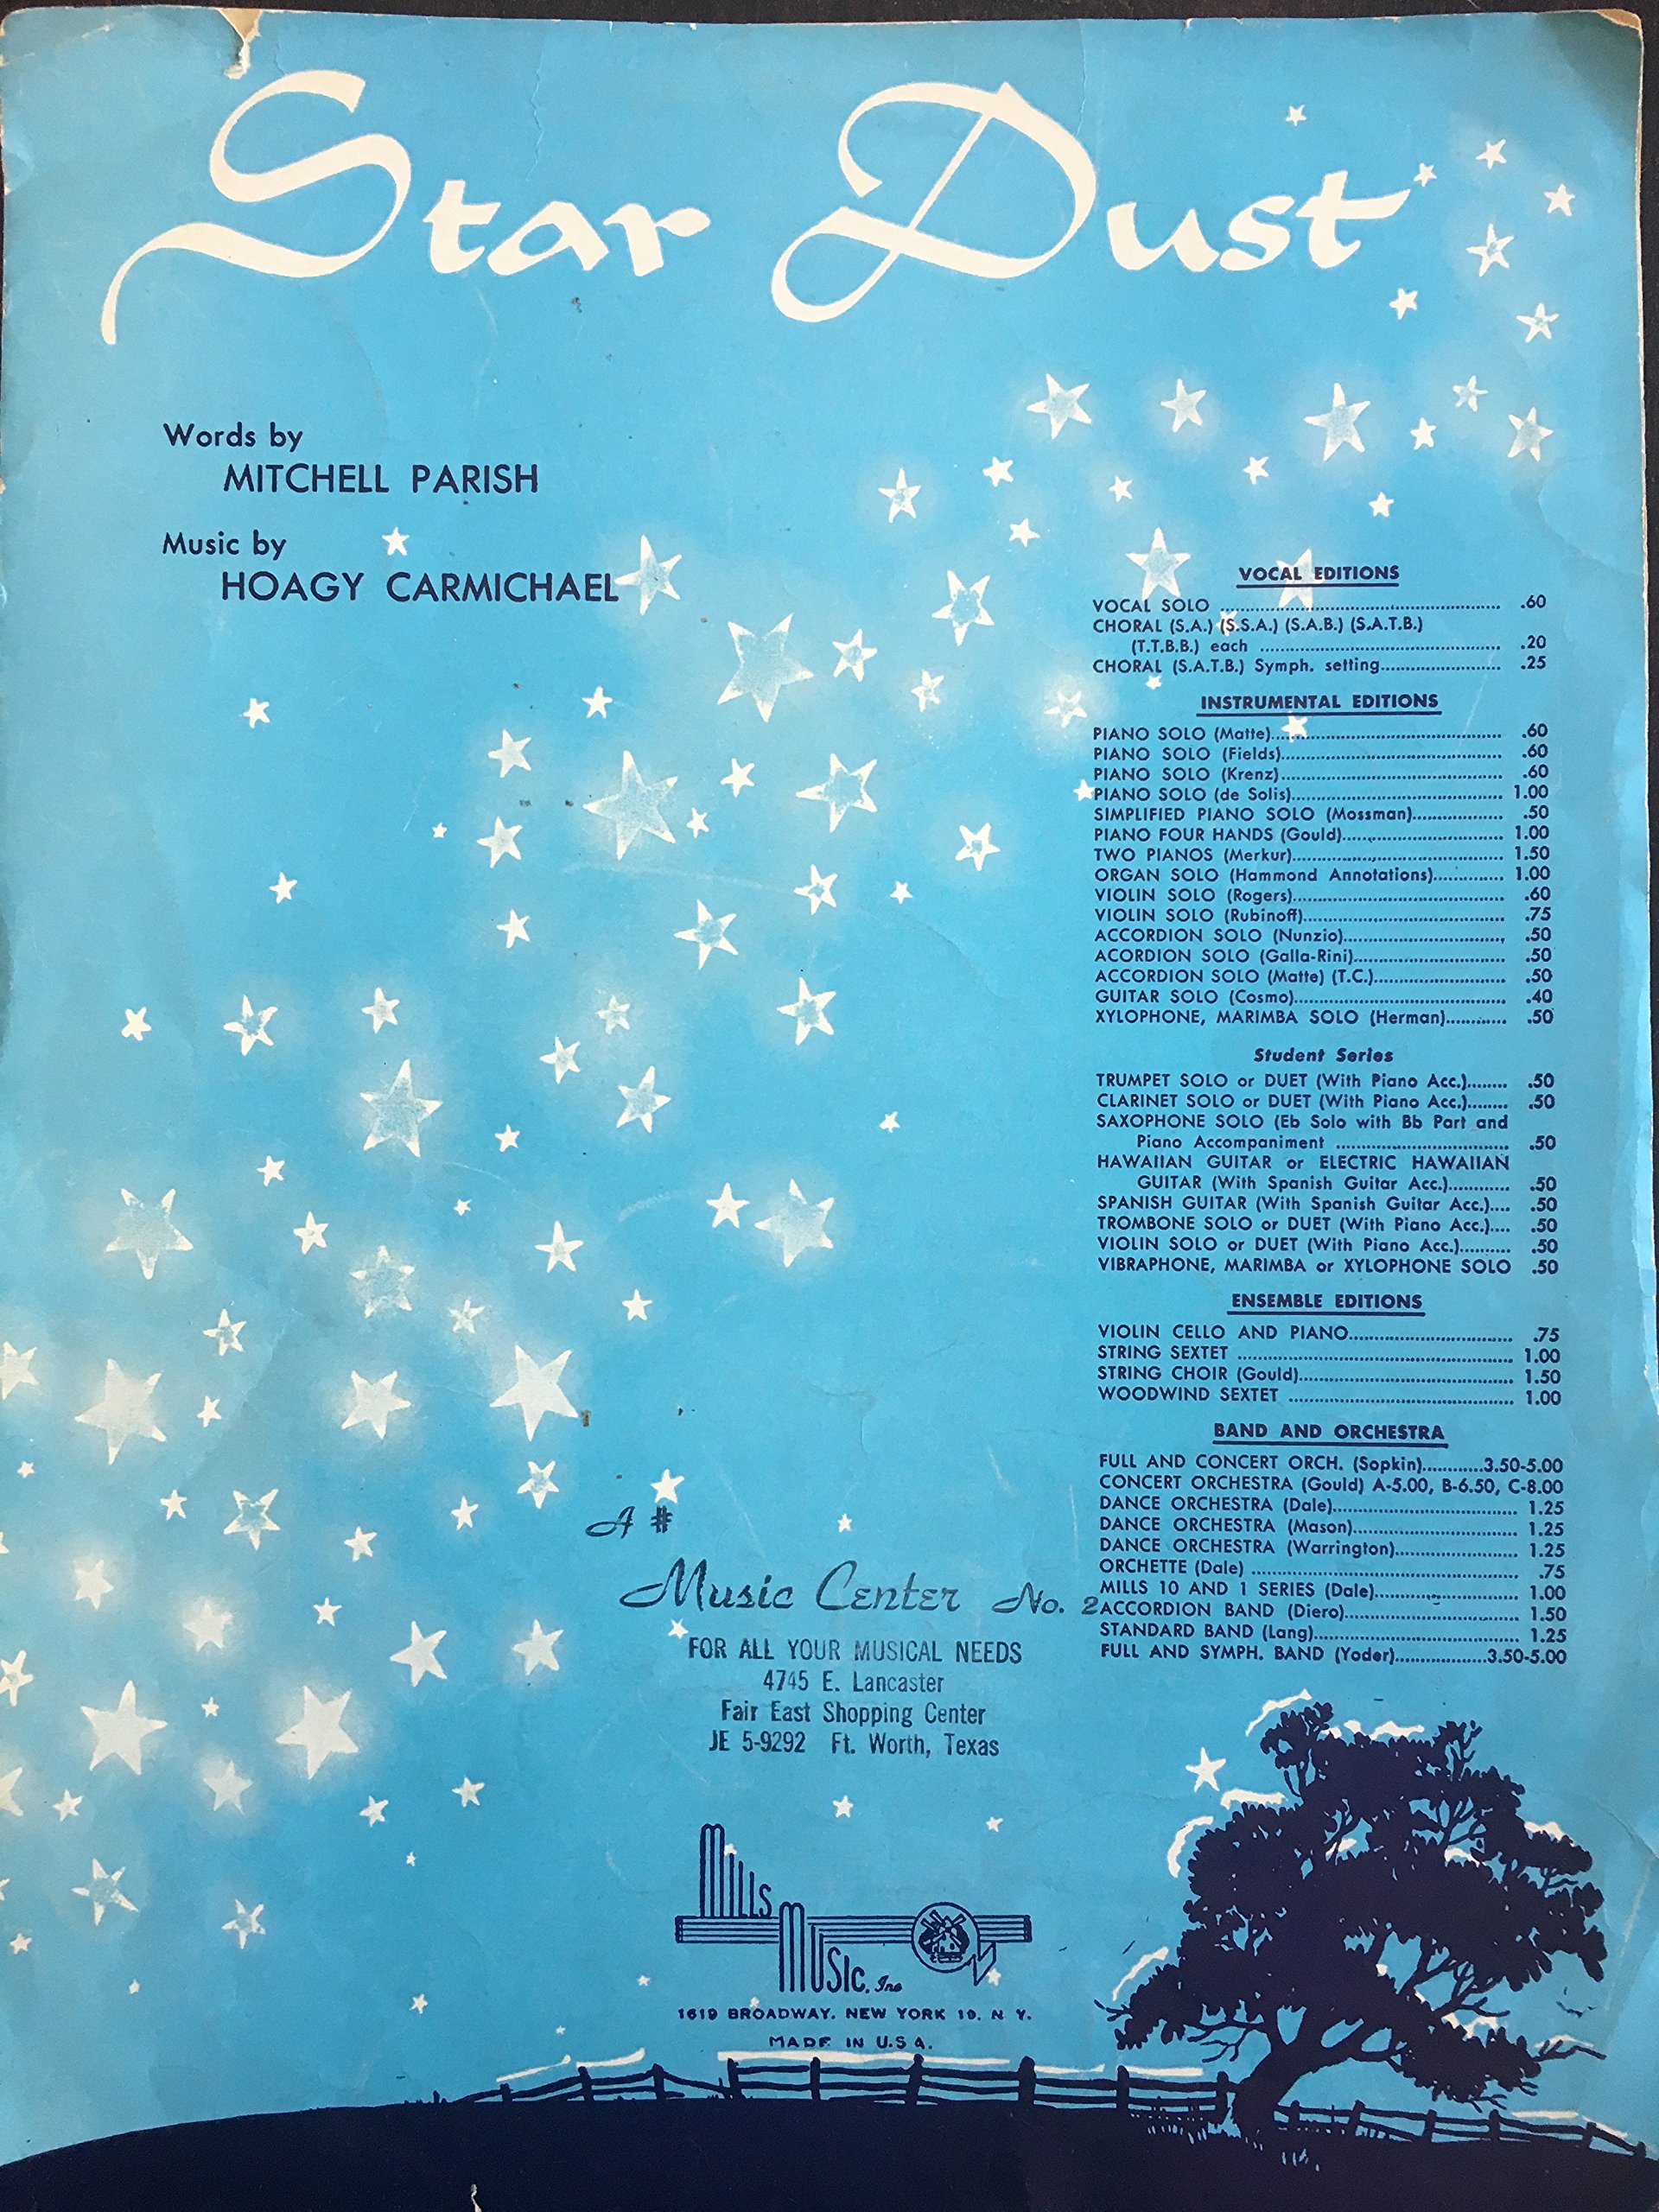 Star Dust
Words by
MITCHELL PARISH
Music by
HOAGY CARMICHAEL
VOCAL EDITIONS
VOCAL SOLO .60
CHORAL (S.A.) (S.S.A.) (S.A.B.) (S.A.T.B.)
(T.T.B.B.) each .20
CHORAL (S.A.T.B.) Symph. setting .25
INSTRUMENTAL EDITIONS
PIANO SOLO (Matte) .60
PIANO SOLO (Fields) .60
PIANO SOLO (Krenz) .60
PIANO SOLO (de Solis) 1.00
SIMPLIFIED PIANO SOLO (Mossman) .50
PIANO FOUR HANDS (Gould) 1.00
TWO PIANOS (Merkur) 1.50
ORGAN SOLO (Hammond Annotations) 1.00
VIOLIN SOLO (Rogers) .60
VIOLIN SOLO (Rubinoff) .75
ACCORDION SOLO (Nunzio) .50
ACORDION SOLO (Galla-Rini) .50
ACCORDION SOLO (Matte) (T.C.) .50
GUITAR SOLO (Cosmo) .40
XYLOPHONE, MARIMBA SOLO (Herman) .50
Student Series
TRUMPET SOLO or DUET (With Piano Acc.) .50
CLARINET SOLO or DUET (With Piano Acc.) .50
SAXOPHONE SOLO (Eb Solo with Bb Part and
Piano Accompaniment .50
HAWAIIAN GUITAR or ELECTRIC HAWAIIAN
GUITAR (With Spanish Guitar Acc.) .50
SPANISH GUITAR (With Spanish Guitar Acc.) .50
TROMBONE SOLO or DUET (With Piano Acc.) .50
VIOLIN SOLO or DUET (With Piano Acc.) .50
VIBRAPHONE, MARIMBA or XYLOPHONE SOLO .50
ENSEMBLE EDITIONS
VIOLIN CELLO AND PIANO .75
STRING SEXTET 1.00
STRING CHOIR (Gould) 1.50
WOODWIND SEXTET 1.00
BAND AND ORCHESTRA
FULL AND CONCERT ORCH. (Sopkin) 3.50-5.00
CONCERT ORCHESTRA (Gould) A-5.00, B-6.50, C-8.00
DANCE ORCHESTRA (Dale) 1.25
DANCE ORCHESTRA (Mason) 1.25
DANCE ORCHESTRA (Warrington) 1.25
ORCHETTE (Dale) .75
MILLS 10 AND 1 SERIES (Dale) 1.00
ACCORDION BAND (Diero) 1.50
STANDARD BAND (Lang) 1.25
FULL AND SYMPH. BAND (Yoder) 3.50-5.00
A #
Music Center No. 2
FOR ALL YOUR MUSICAL NEEDS
4745 E. Lancaster
Fair East Shopping Center
JE 5-9292 Ft. Worth, Texas
MILLS
MUSIC, Inc
1619 BROADWAY. NEW YORK 19. N. Y.
MADE IN U.S A.